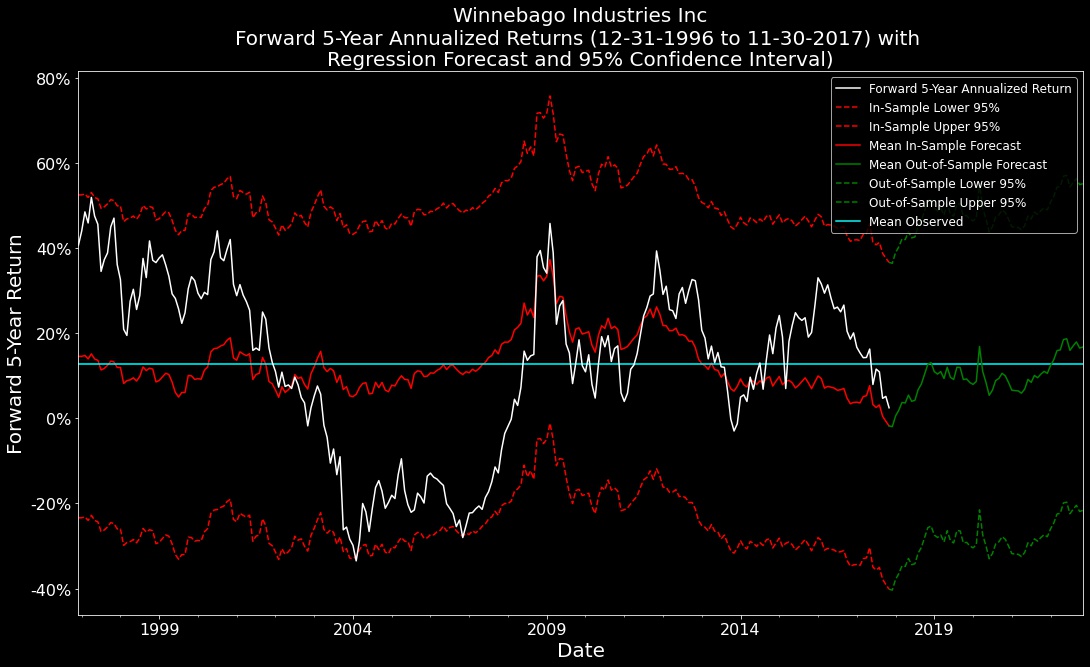 Winnebago Industries Inc
Forward 5-Year Annualized Returns (12-31-1996 to 11-30-2017) with
Regression Forecast and 95% Confidence Interval)
80%
60%
40%
20%
0%
-20%
-40%
Forward 5-Year Return
Forward 5-Year Annualized Return
In-Sample Lower 95%
In-Sample Upper 95%
Mean In-Sample Forecast
Mean Out-of-Sample Forecast
Out-of-Sample Lower 95%
Out-of-Sample Upper 95%
Mean Observed
1999
2004
2009
2014
2019
Date